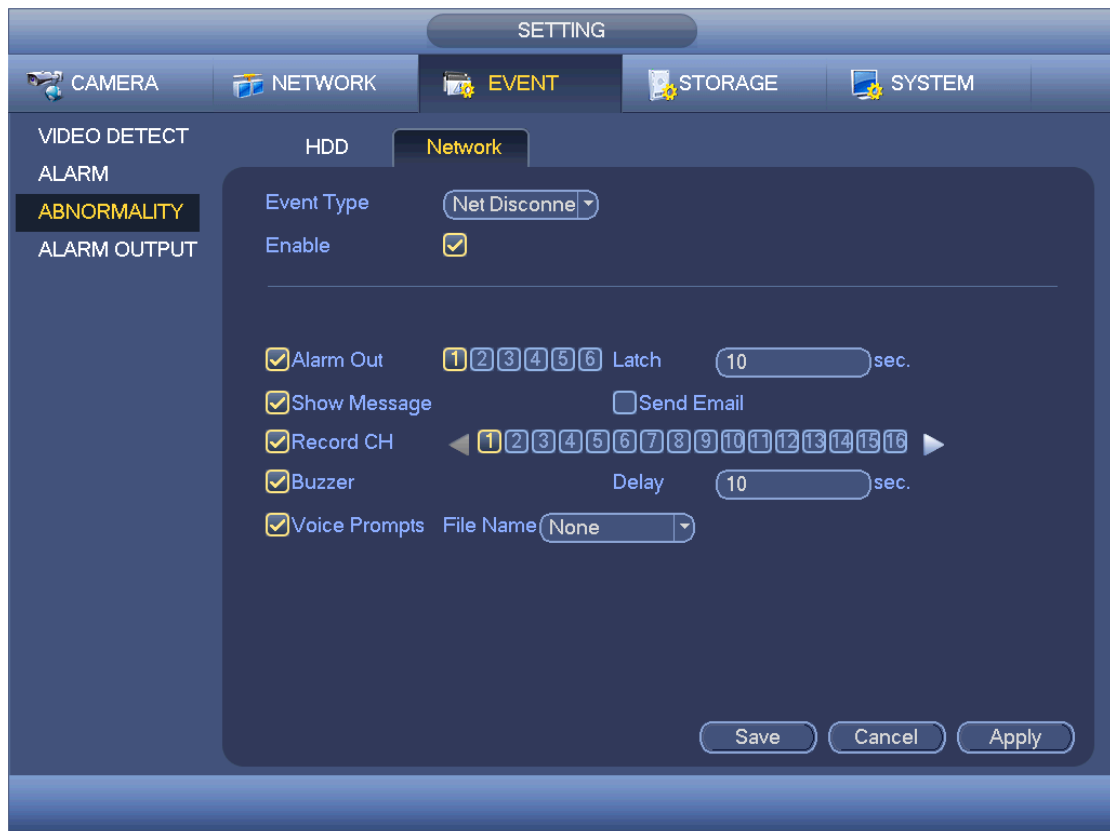 SETTING
CAMERA NETWORK EVENT STORAGE SYSTEM
VIDEO DETECT
ALARM
ABNORMALITY
ALARM OUTPUT
HDD Network
Event Type Net Disconne
Enable
Alarm Out 1 2 3 4 5 6 Latch 10 sec.
Show Message Send Email
Record CH 1 2 3 4 5 6 7 8 9 10 11 12 13 14 15 16
Buzzer Delay 10 sec.
Voice Prompts File Name None
Save Cancel Apply